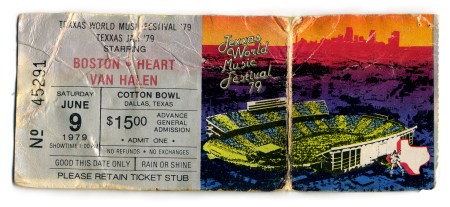 TEXXAS WORLD MUSIC FESTIVAL '79
TEXXAS JAM '79
STARRING
BOSTON • HEART
VAN HALEN
No 45291
SATURDAY
JUNE
9
1979
SHOWTIME
COTTON BOWL
DALLAS, TEXAS
$15.00
ADVANCE
GENERAL
ADMISSION
• ADMIT ONE •
NO REFUNDS • NO EXCHANGES
GOOD THIS DATE ONLY
RAIN OR SHINE
PLEASE RETAIN TICKET STUB
Texxas
World
Music
Festival
'79